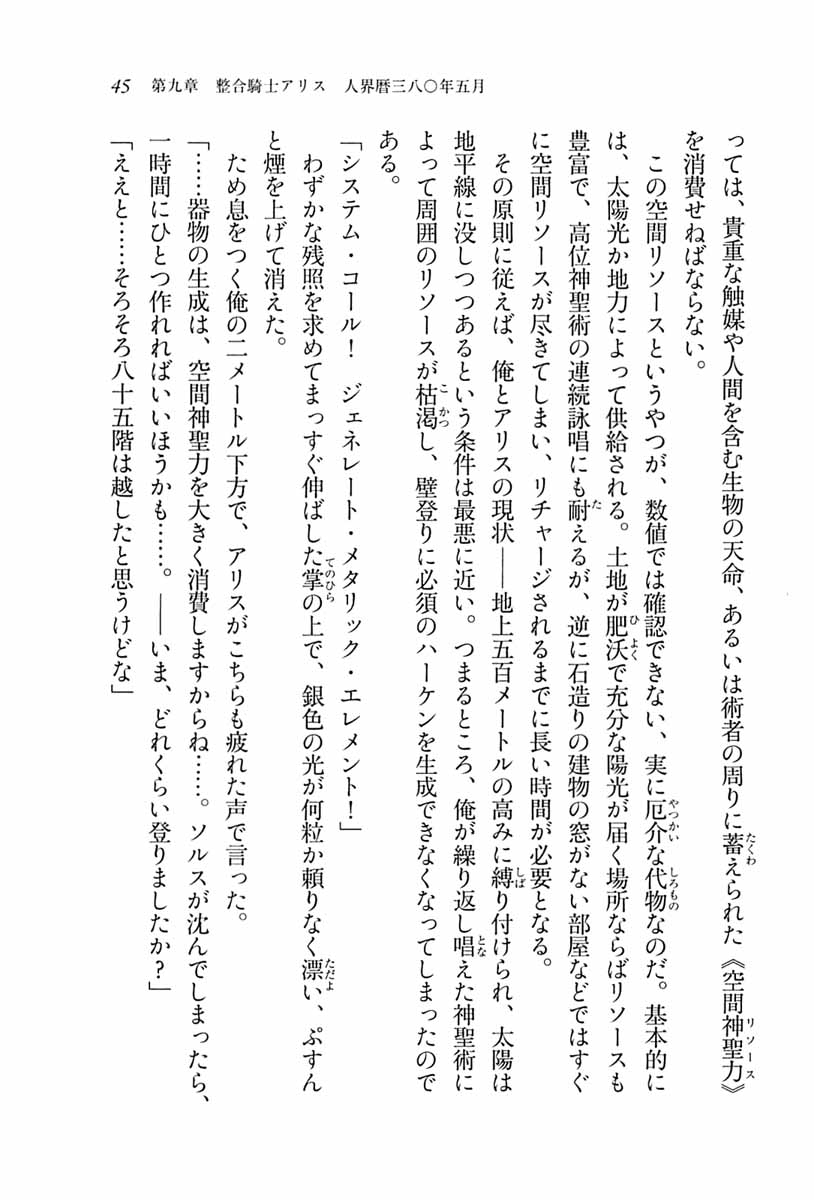 45　第九章　整合騎士アリス　人界暦三八〇年五月
っては、貴重な触媒や人間を含む生物の天命、あるいは術者の周りに蓄えられた《空間神聖力》
を消費せねばならない。
　この空間リソースというやつが、数値では確認できない、実に厄介な代物なのだ。基本的に
は、太陽光か地力によって供給される。土地が肥沃で充分な陽光が届く場所ならばリソースも
豊富で、高位神聖術の連続詠唱にも耐えるが、逆に石造りの建物の窓がない部屋などではすぐ
に空間リソースが尽きてしまい、リチャージされるまでに長い時間が必要となる。
　その原則に従えば、俺とアリスの現状――地上五百メートルの高みに縛り付けられ、太陽は
地平線に没しつつあるという条件は最悪に近い。つまるところ、俺が繰り返し唱えた神聖術に
よって周囲のリソースが枯渇し、壁登りに必須のハーケンを生成できなくなってしまったので
ある。
「システム・コール！　ジェネレート・メタリック・エレメント！」
　わずかな残照を求めてまっすぐ伸ばした掌の上で、銀色の光が何粒か頼りなく漂い、ぷすん
と煙を上げて消えた。
　ため息をつく俺の二メートル下方で、アリスがこちらも疲れた声で言った。
「……器物の生成は、空間神聖力を大きく消費しますからね……。ソルスが沈んでしまったら、
一時間にひとつ作れればいいほうかも……。――いま、どれくらい登りましたか？」
「ええと……そろそろ八十五階は越したと思うけどな」